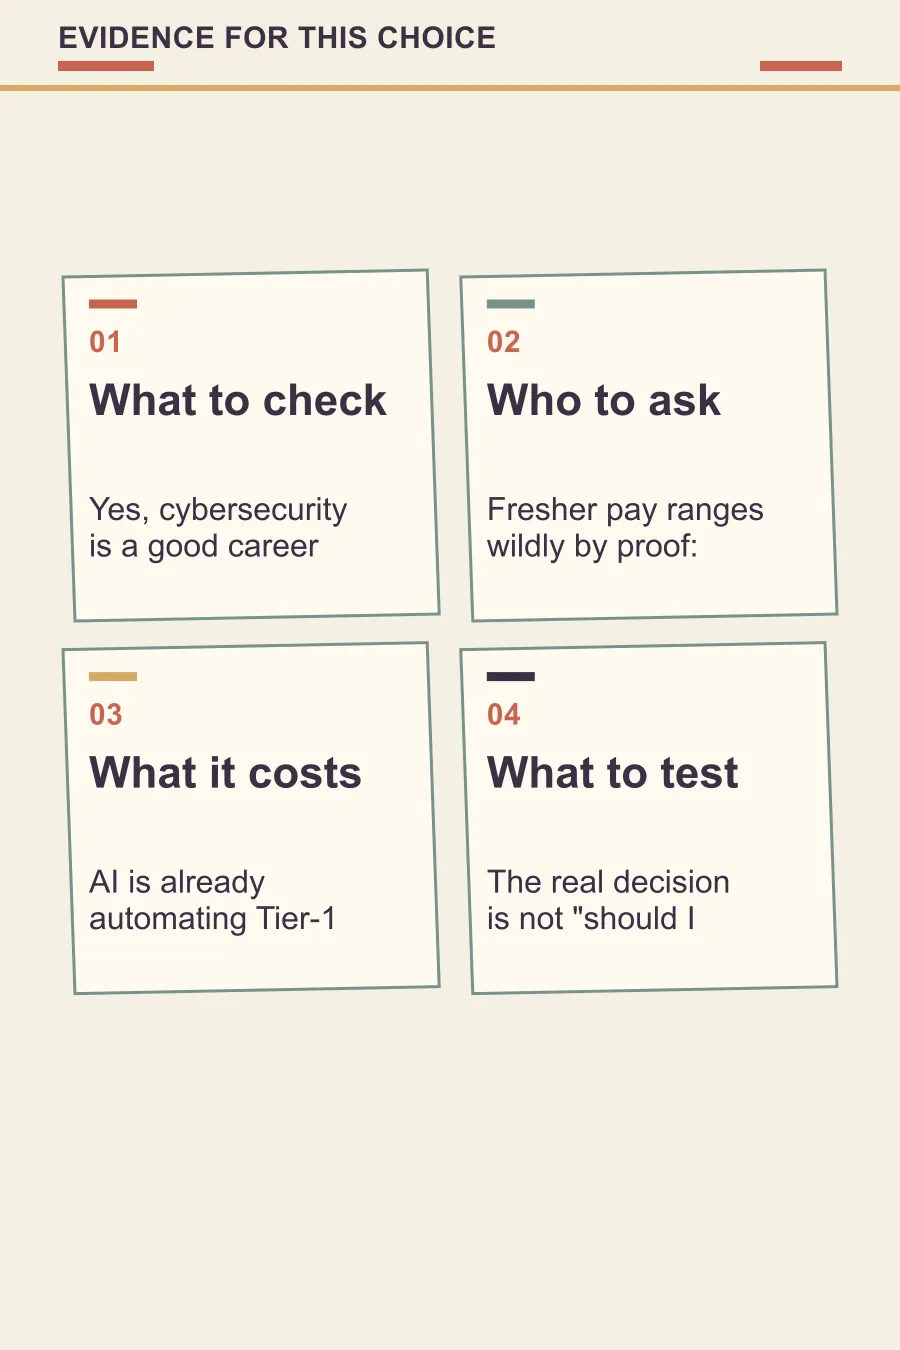 EVIDENCE FOR THIS CHOICE
01
What to check
Yes, cybersecurity
is a good career
02
Who to ask
Fresher pay ranges
wildly by proof:
03
What it costs
AI is already
automating Tier-1
04
What to test
The real decision
is not "should I